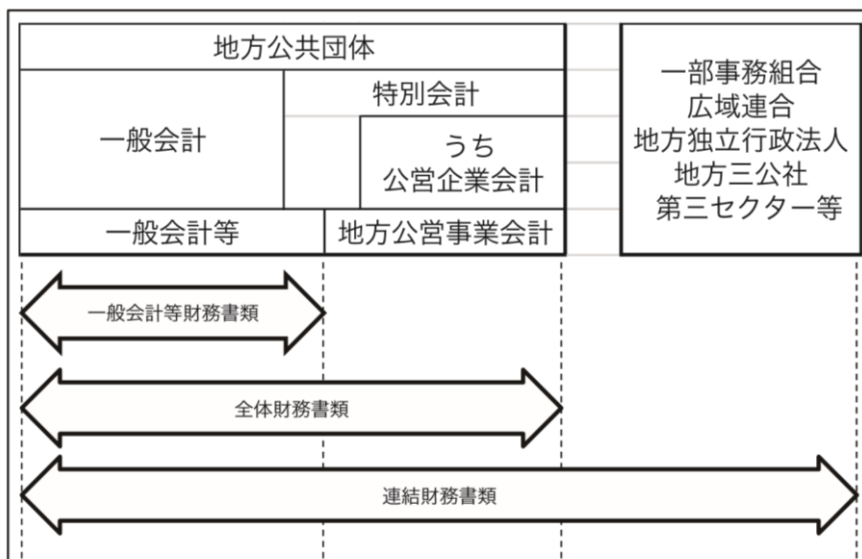 地方公共団体
一般会計
特別会計
うち
公営企業会計
一般会計等
地方公営事業会計
一部事務組合
広域連合
地方独立行政法人
地方三公社
第三セクター等
一般会計等財務書類
全体財務書類
連結財務書類